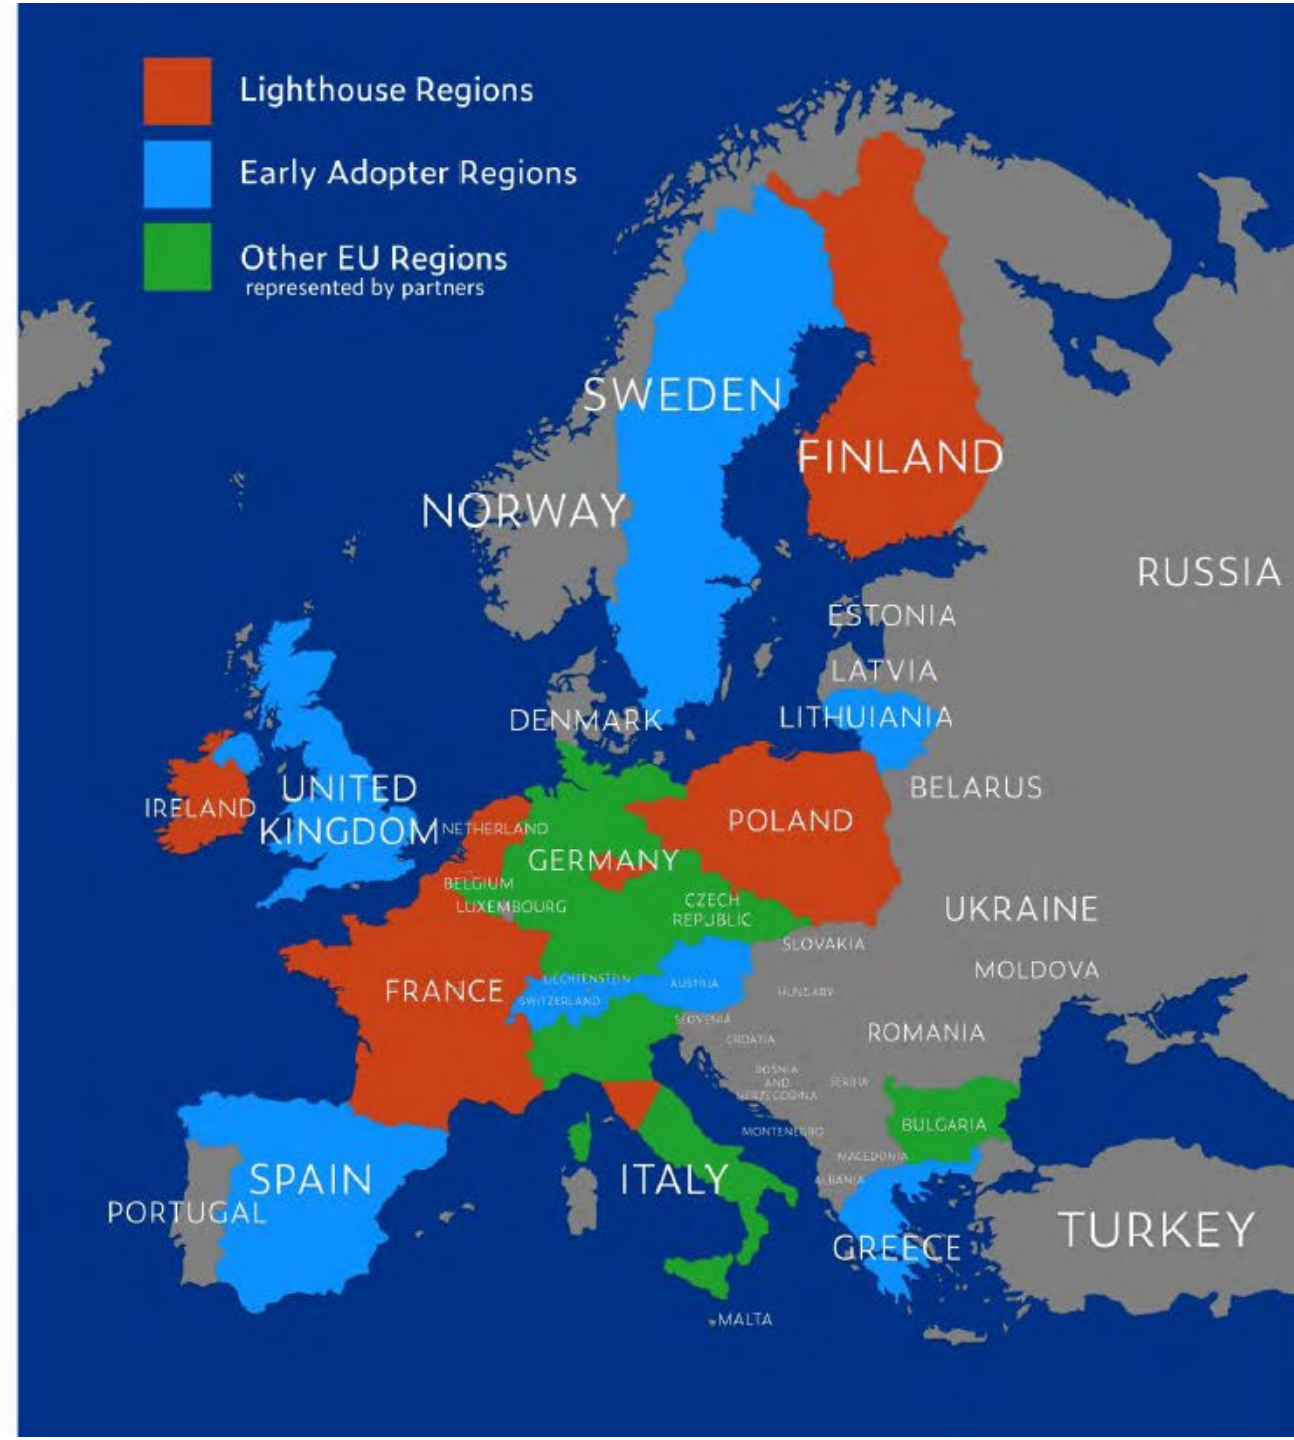 Lighthouse Regions
Early Adopter Regions
Other EU Regions
represented by partners
SWEDEN
FINLAND
NORWAY
RUSSIA
ESTONIA
LATVIA
DENMARK
LITHUIANIA
BELARUS
IRELAND
UNITED
KINGDOM
NETHERLAND
POLAND
GERMANY
BELGIUM
LUXEMBOURG
CZECH
REPUBLIC
UKRAINE
SLOVAKIA
MOLDOVA
FRANCE
LIECHTENSTEIN
SWITZERLAND
AUSTRIA
HUNGARY
SLOVENIA
CROATIA
ROMANIA
BOSNIA
AND
HERZEGOBINA
SERBIA
MONTENEGRO
BULGARIA
MACEDONIA
ALBANIA
SPAIN
PORTUGAL
ITALY
GREECE
TURKEY
MALTA